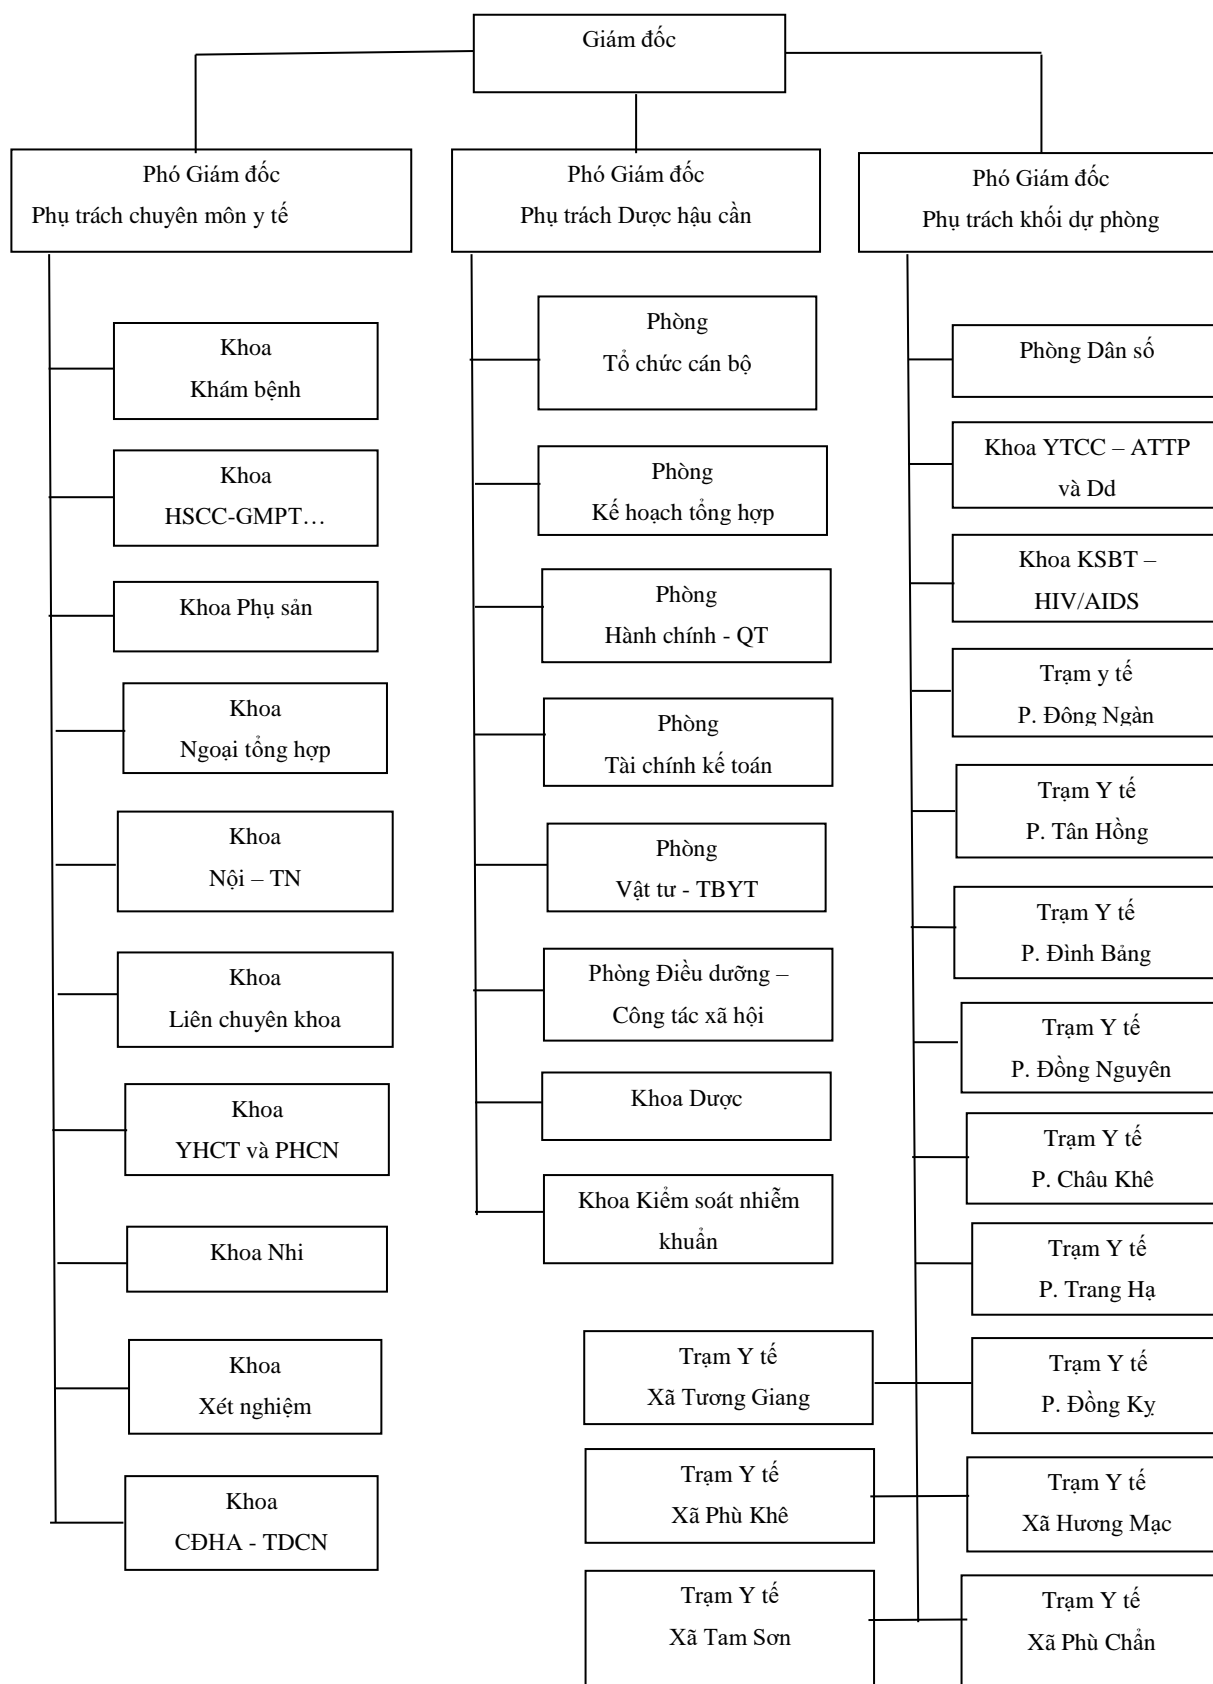 Giám đốc
Phó Giám đốc
Phụ trách chuyên môn y tế
Phó Giám đốc
Phụ trách Dược hậu cần
Phó Giám đốc
Phụ trách khối dự phòng
Khoa
Khám bệnh
Khoa
HSCC-GMPT…
Khoa Phụ sản
Khoa
Ngoại tổng hợp
Khoa
Nội – TN
Khoa
Liên chuyên khoa
Khoa
YHCT và PHCN
Khoa Nhi
Khoa
Xét nghiệm
Khoa
CĐHA - TDCN
Phòng
Tổ chức cán bộ
Phòng
Kế hoạch tổng hợp
Phòng
Hành chính - QT
Phòng
Tài chính kế toán
Phòng
Vật tư - TBYT
Phòng Điều dưỡng –
Công tác xã hội
Khoa Dược
Khoa Kiểm soát nhiễm
khuẩn
Phòng Dân số
Khoa YTCC – ATTP
và Dd
Khoa KSBT –
HIV/AIDS
Trạm y tế
P. Đông Ngàn
Trạm Y tế
P. Tân Hồng
Trạm Y tế
P. Đình Bảng
Trạm Y tế
P. Đồng Nguyên
Trạm Y tế
P. Châu Khê
Trạm Y tế
P. Trang Hạ
Trạm Y tế
Xã Tương Giang
Trạm Y tế
P. Đồng Kỵ
Trạm Y tế
Xã Phù Khê
Trạm Y tế
Xã Hương Mạc
Trạm Y tế
Xã Tam Sơn
Trạm Y tế
Xã Phù Chẩn